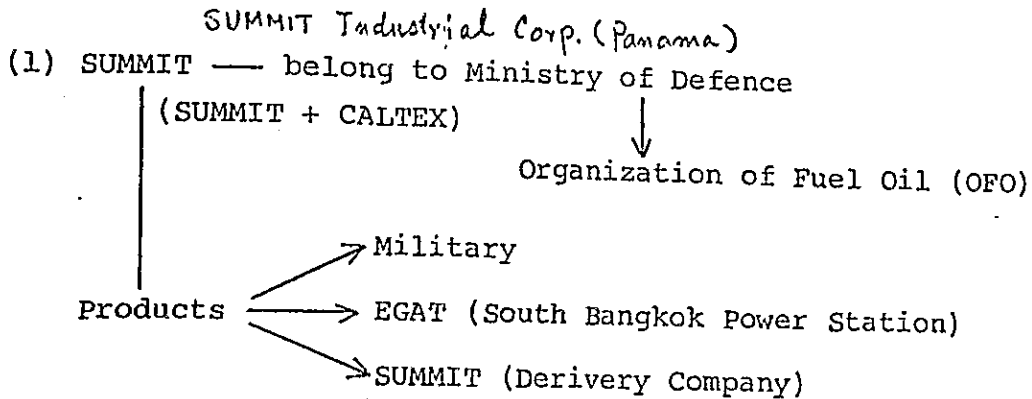 SUMMIT Industrial Corp. (Panama)
(1) SUMMIT — belong to Ministry of Defence
(SUMMIT + CALTEX)
Organization of Fuel Oil (OFO)
Military
Products
EGAT (South Bangkok Power Station)
SUMMIT (Derivery Company)